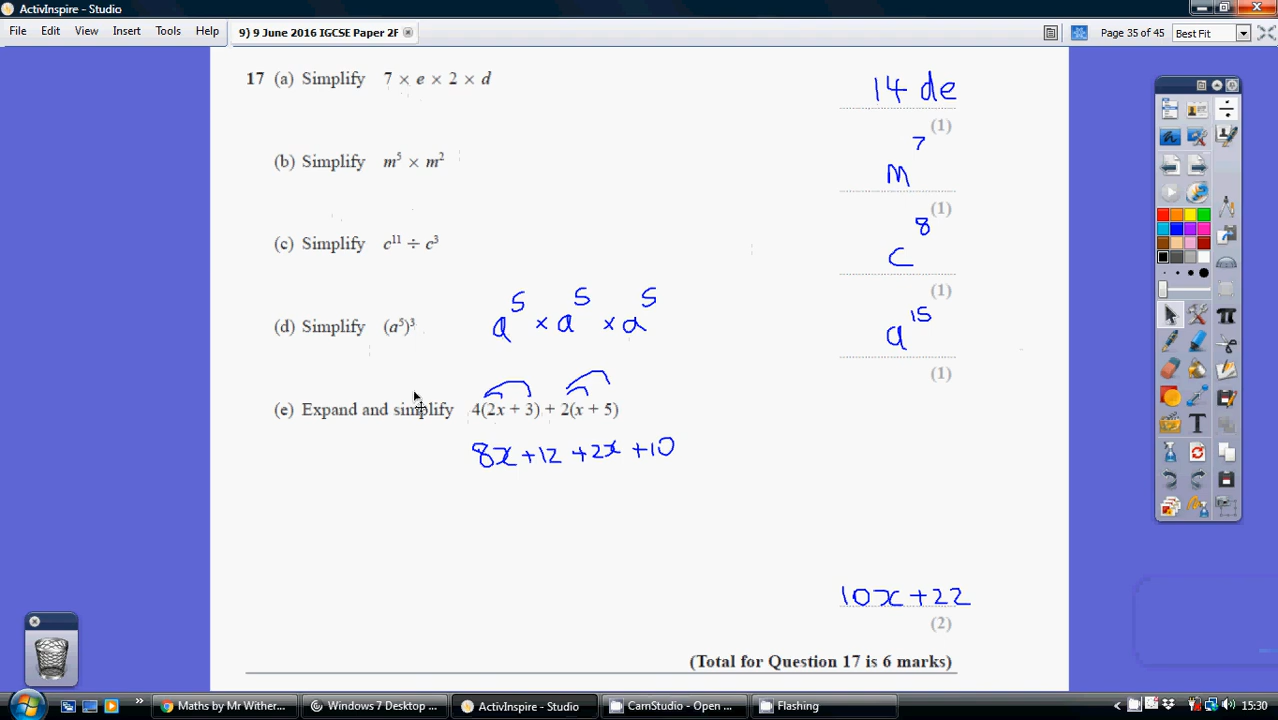 ActivInspire - Studio
File Edit View Insert Tools Help 9) 9 June 2016 IGCSE Paper 2F Page 35 of 45 Best Fit
17 (a) Simplify 7 × e × 2 × d
14 de
(1)
(b) Simplify m⁵ × m²
m⁷
(1)
(c) Simplify c¹¹ ÷ c³
c⁸
(1)
(d) Simplify (a⁵)³ a⁵ × a⁵ × a⁵
a¹⁵
(1)
(e) Expand and simplify 4(2x + 3) + 2(x + 5)
8x + 12 + 2x + 10
10x + 22
(2)
(Total for Question 17 is 6 marks)
Maths by Mr Wither... Windows 7 Desktop ... ActivInspire - Studio CamStudio - Open ... Flashing 15:30